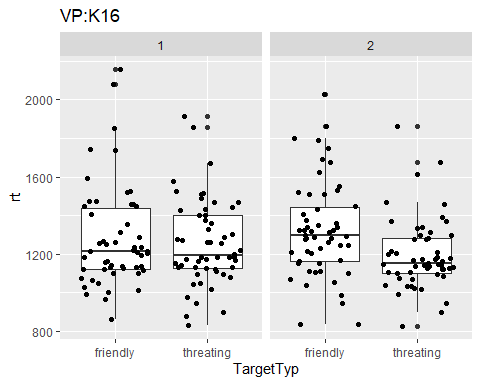 VP:K16
1 2
rt
2000
1600
1200
800
friendly threating friendly threating
TargetTyp